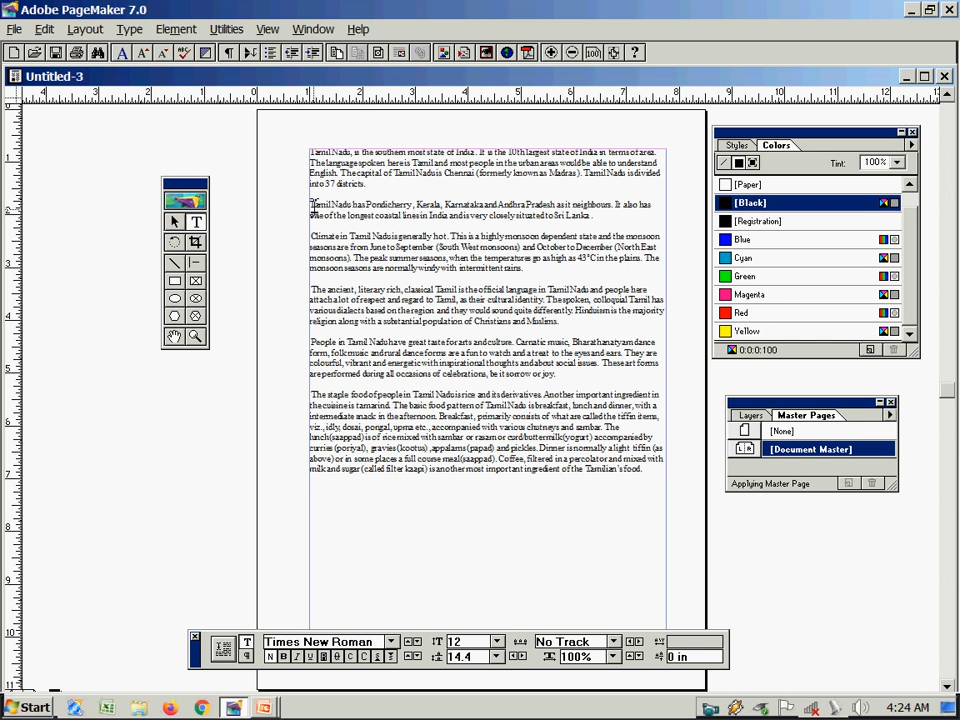 Adobe PageMaker 7.0
File Edit Layout Type Element Utilities View Window Help
Untitled-3
4 3 2 1 0 1 2 3 4 5 6 7 8 9 10 11 12 13
TamilNadu, is the southern most state of India . It is the 10th largest state of India in terms of area.
The language spoken here is Tamil and most people in the urban areas would be able to understand
English. The capital of Tamil Nadu is Chennai (formerly known as Madras). Tamil Nadu is divided
into 37 districts.
Tamil Nadu has Pondicherry, Kerala, Karnataka and Andhra Pradesh as it neighbours. It also has
one of the longest coastal lines in India and is very closely situated to Sri Lanka .
Climate in Tamil Nadu is generally hot. This is a highly monsoon dependent state and the monsoon
seasons are from June to September (South West monsoons) and October to December (North East
monsoons). The peak summer seasons, when the temperatures go as high as 43°C in the plains. The
monsoon seasons are normally windy with intermittent rains.
The ancient, literary rich, classical Tamil is the official language in Tamil Nadu and people here
attach a lot of respect and regard to Tamil, as their cultural identity. The spoken, colloquial Tamil has
various dialects based on the region and they would sound quite differently. Hinduism is the majority
religion along with a substantial population of Christians and Muslims.
People in Tamil Nadu have great taste for arts and culture. Carnatic music, Bharathanatyam dance
form, folk music and rural dance forms are a fun to watch and a treat to the eyes and ears. They are
colourful, vibrant and energetic with inspirational thoughts and about social issues. These art forms
are performed during all occasions of celebrations, be it sorrow or joy.
The staple food of people in Tamil Nadu is rice and its derivatives. Another important ingredient in
the cuisine is tamarind. The basic food pattern of Tamil Nadu is breakfast, lunch and dinner, with a
intermediate snack in the afternoon. Breakfast, primarily consists of what are called the tiffin items,
viz., idly, dosai, pongal, upma etc., accompanied with various chutneys and sambar. The
lunch(saappad) is of rice mixed with sambar or rasam or curd/buttermilk(yogurt) accompanied by
curries (poriyal), gravies (kootus) ,appalams (papad) and pickles. Dinner is normally a light tiffin (as
above) or in some places a full course meal(saappad). Coffee, filtered in a percolator and mixed with
milk and sugar (called filter kaapi) is another most important ingredient of the Tamilian's food.
Styles Colors
Tint: 100%
[Paper]
[Black]
[Registration]
Blue
Cyan
Green
Magenta
Red
Yellow
0:0:0:100
Layers Master Pages
[None]
[Document Master]
Applying Master Page
Times New Roman 12 No Track
N B I U R C C S S
14.4 100% 0 in
Start 4:24 AM